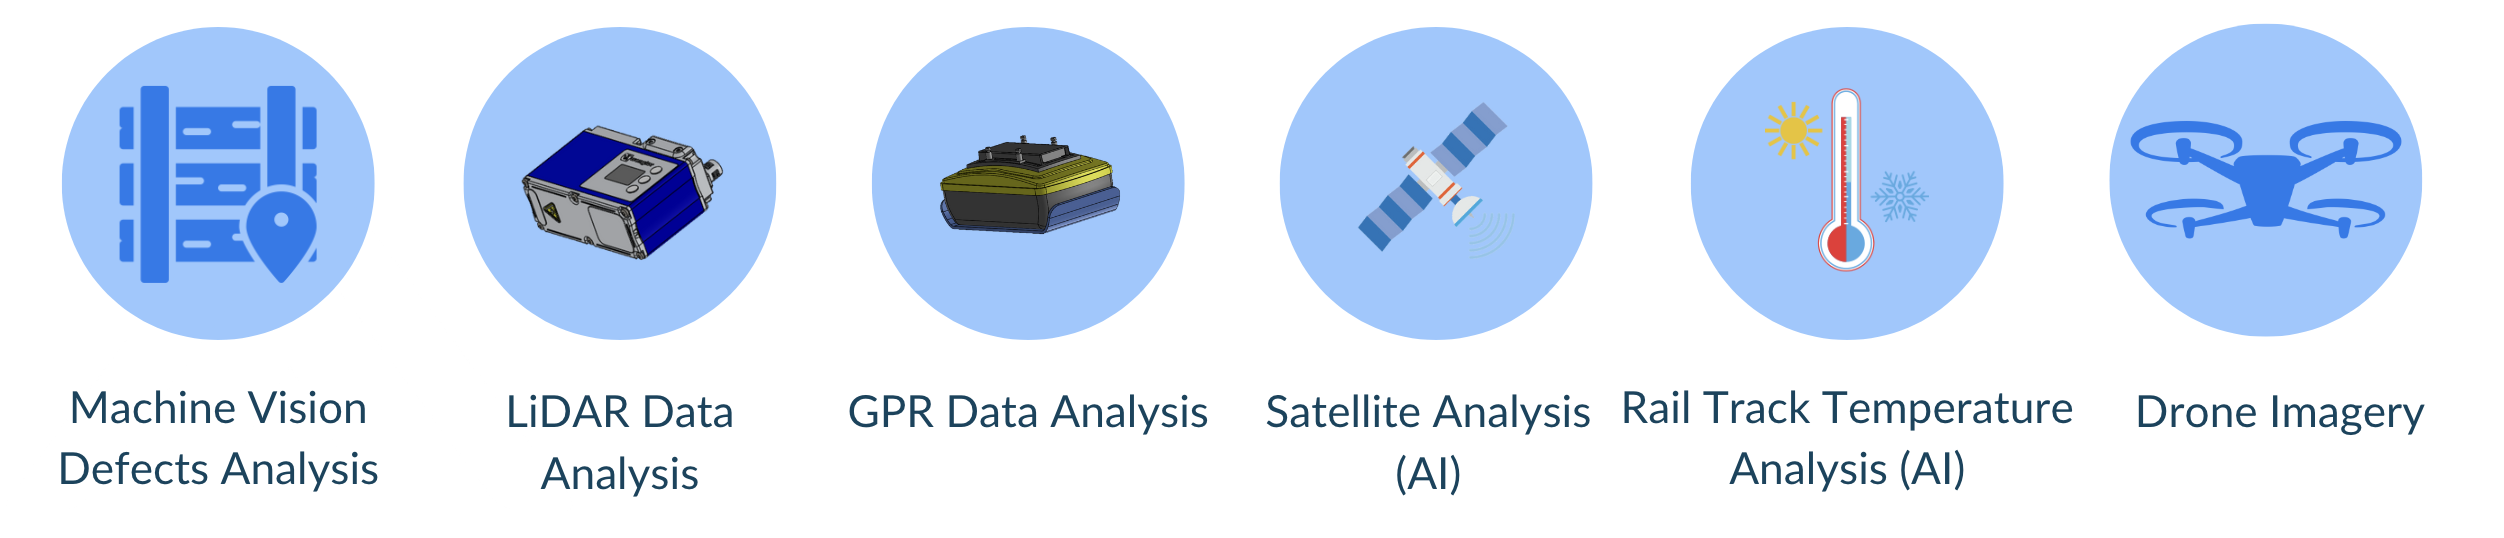 Machine Vision
Defects Analysis
LiDAR Data
Analysis
GPR Data Analysis
Satellite Analysis
(AI)
Rail Track Temperature
Analysis (AI)
Drone Imagery